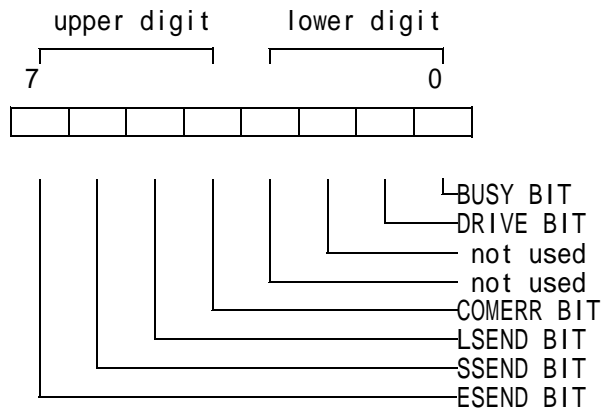 upper digit lower digit
7 0
BUSY BIT
DRIVE BIT
not used
not used
COMERR BIT
LSEND BIT
SSEND BIT
ESEND BIT